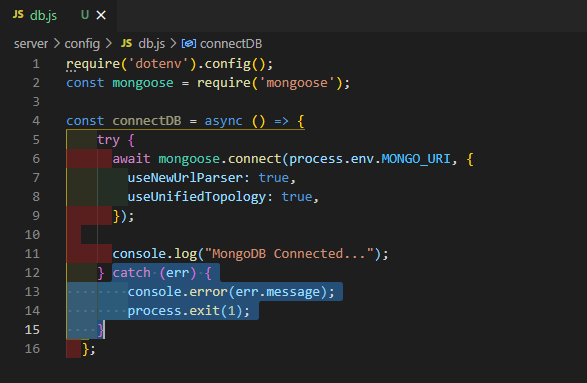 JS db.js U ×
server > config > JS db.js > connectDB
1 require('dotenv').config();
2 const mongoose = require('mongoose');
3
4 const connectDB = async () => {
5 try {
6 await mongoose.connect(process.env.MONGO_URI, {
7 useNewUrlParser: true,
8 useUnifiedTopology: true,
9 });
10
11 console.log("MongoDB Connected...");
12 } catch (err) {
13 console.error(err.message);
14 process.exit(1);
15 }
16 };